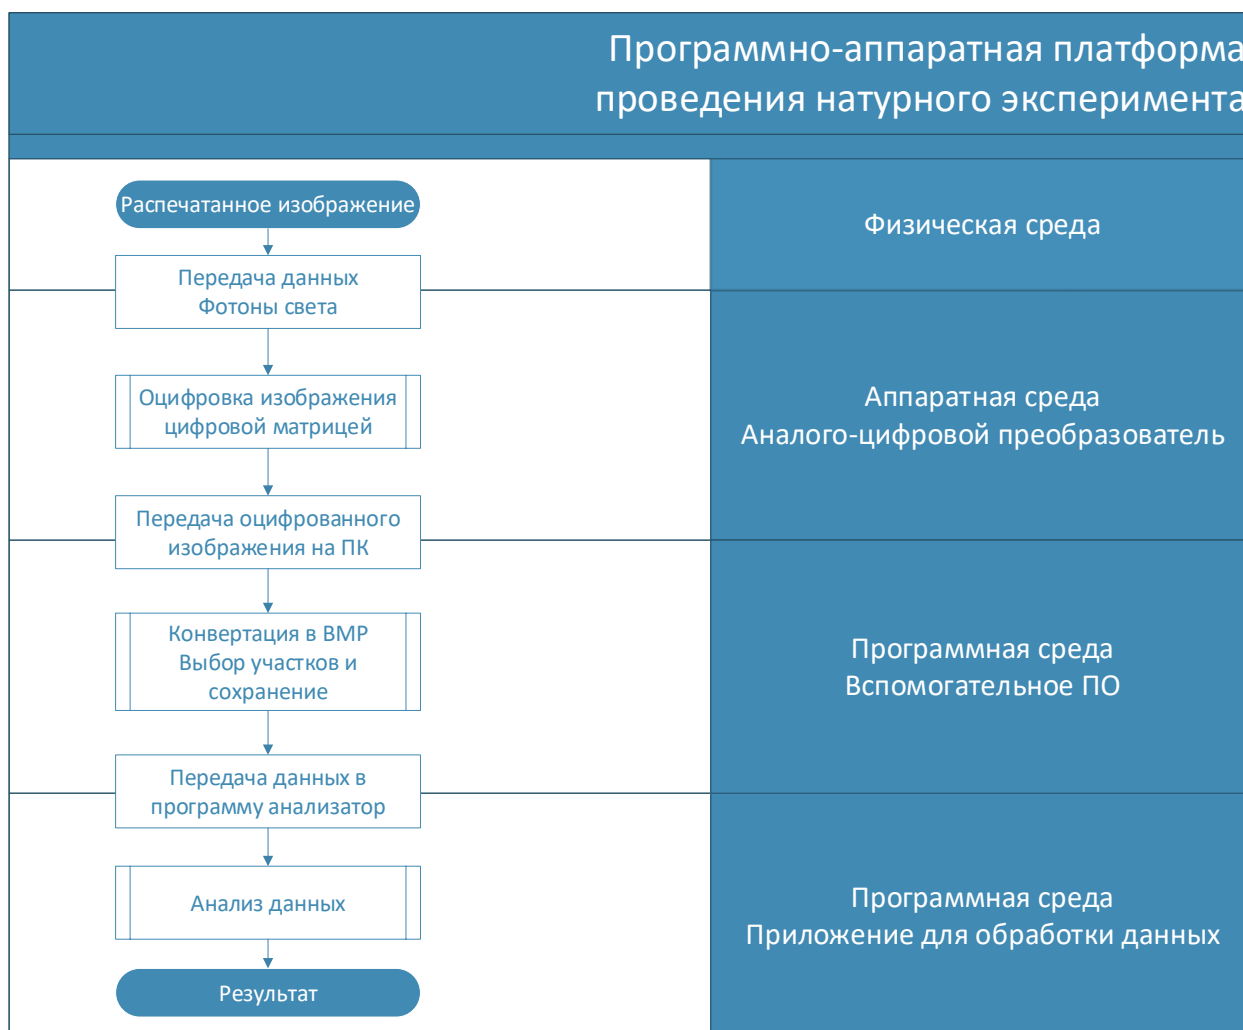 Программно-аппаратная платформа
проведения натурного эксперимента
Распечатанное изображение
Физическая среда
Передача данных
Фотоны света
Оцифровка изображения
цифровой матрицей
Аппаратная среда
Аналого-цифровой преобразователь
Передача оцифрованного
изображения на ПК
Конвертация в BMP
Выбор участков и
сохранение
Программная среда
Вспомогательное ПО
Передача данных в
программу анализатор
Анализ данных
Программная среда
Приложение для обработки данных
Результат